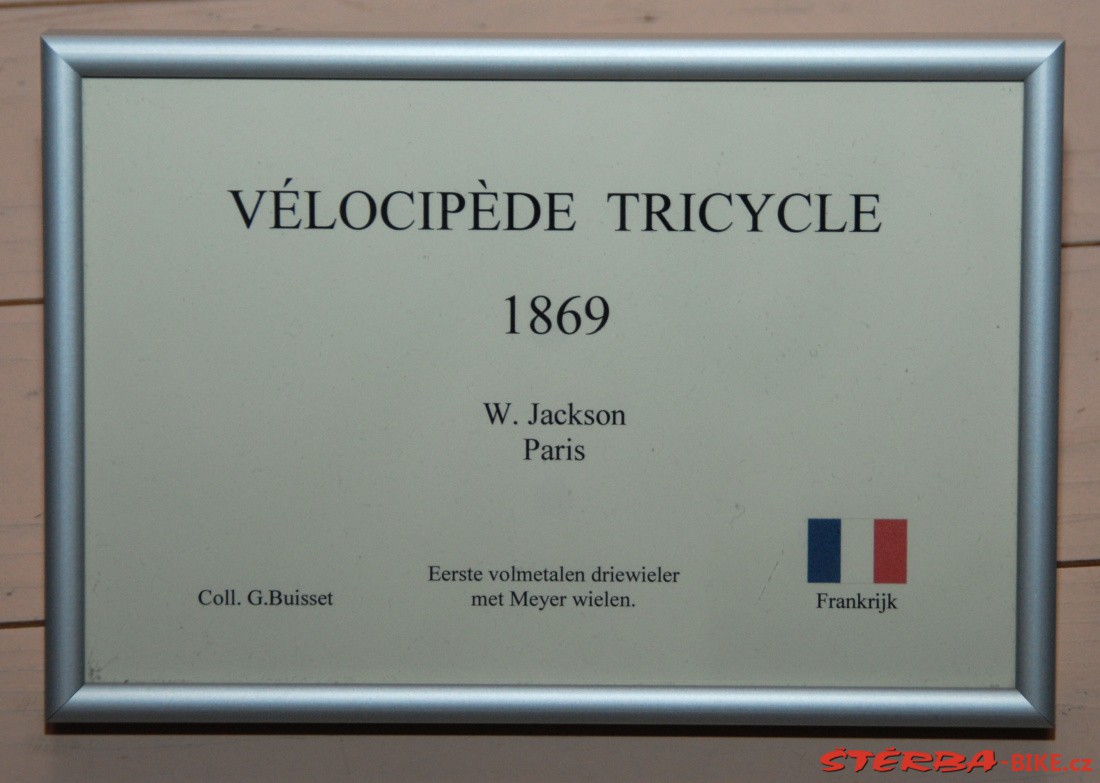 VÉLOCIPÈDE TRICYCLE
1869
W. Jackson
Paris
Coll. G.Buisset
Eerste volmetalen driewieler
met Meyer wielen.
Frankrijk
ŠTĚRBA-BIKE.cz